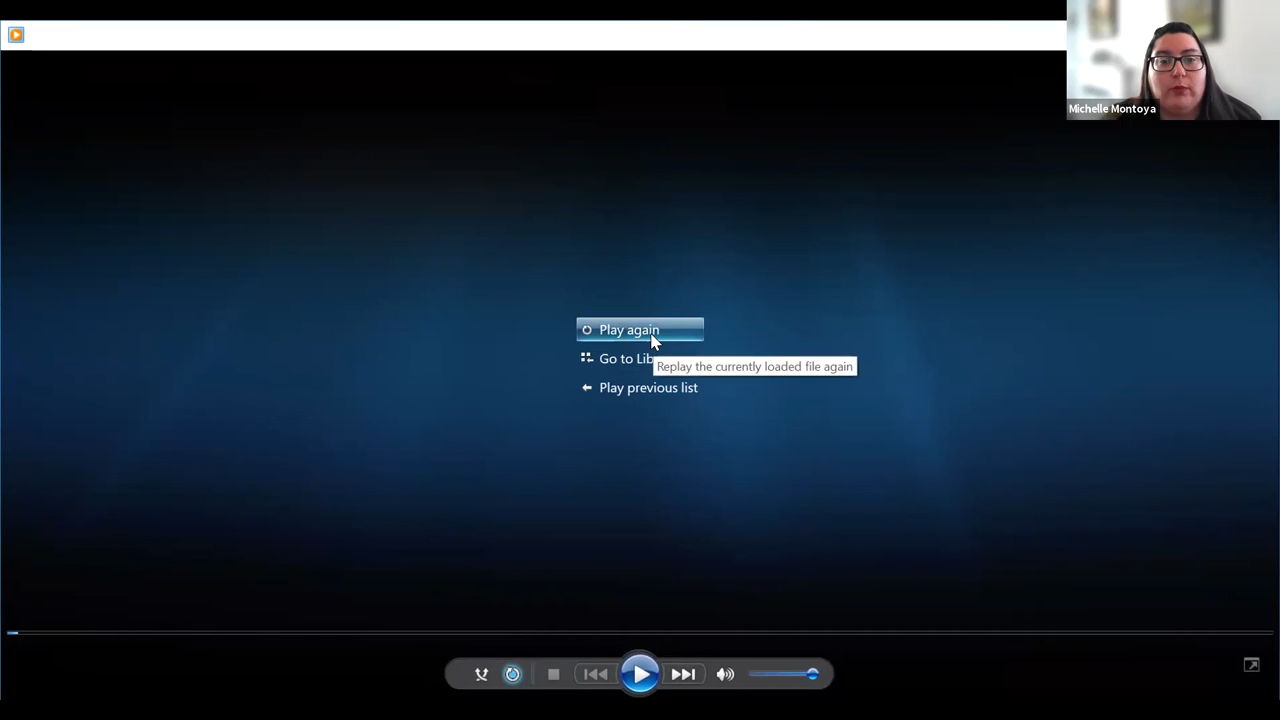 Michelle Montoya
Play again
Go to Lib
Replay the currently loaded file again
Play previous list